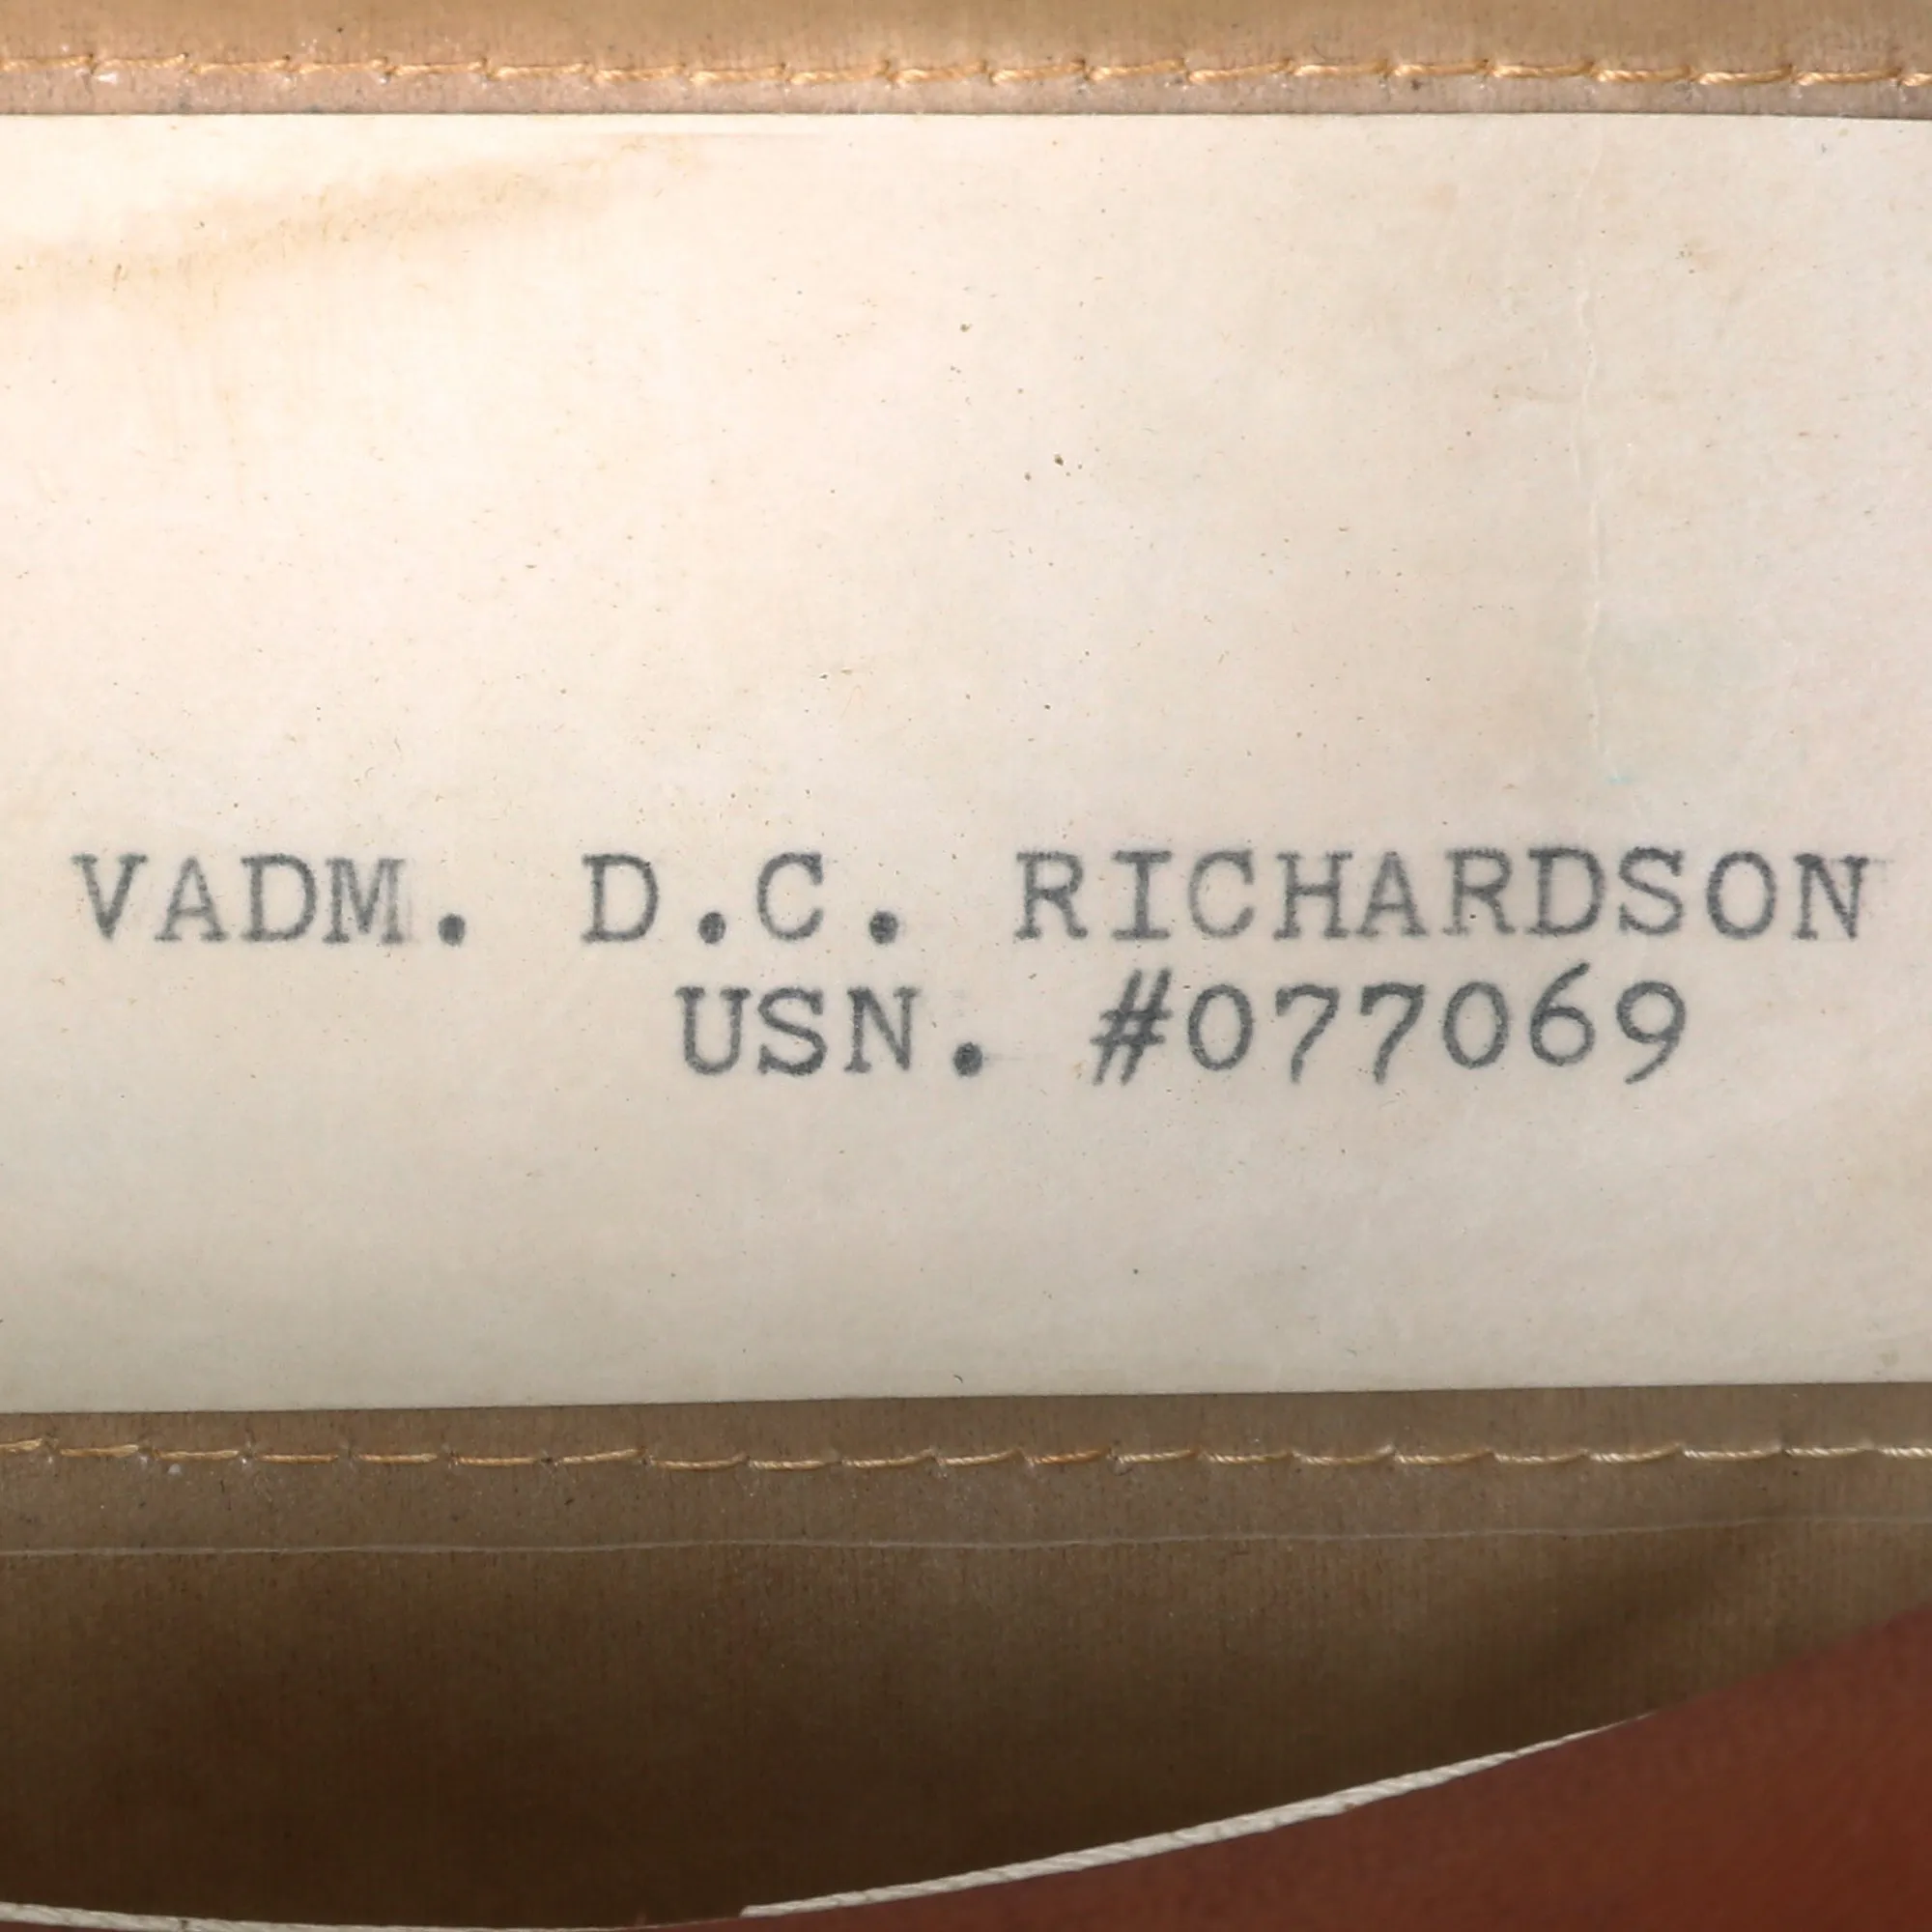 VADM. D.C. RICHARDSON
USN. #077069